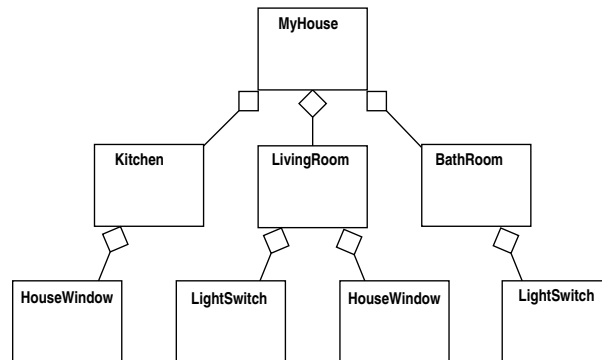 MyHouse
Kitchen
LivingRoom
BathRoom
HouseWindow
LightSwitch
HouseWindow
LightSwitch